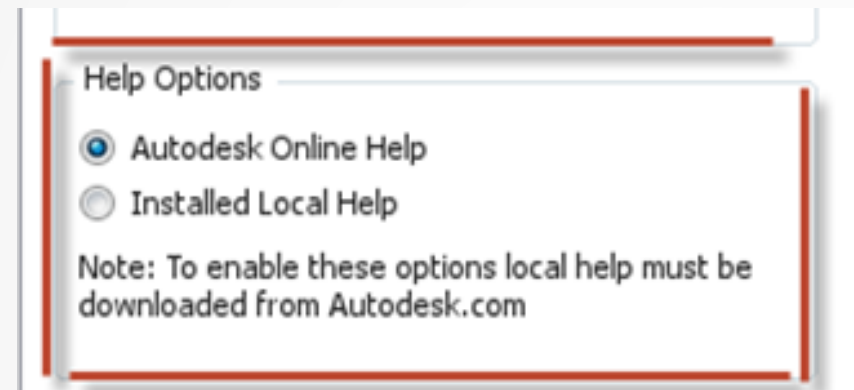 Help Options
Autodesk Online Help
Installed Local Help
Note: To enable these options local help must be
downloaded from Autodesk.com